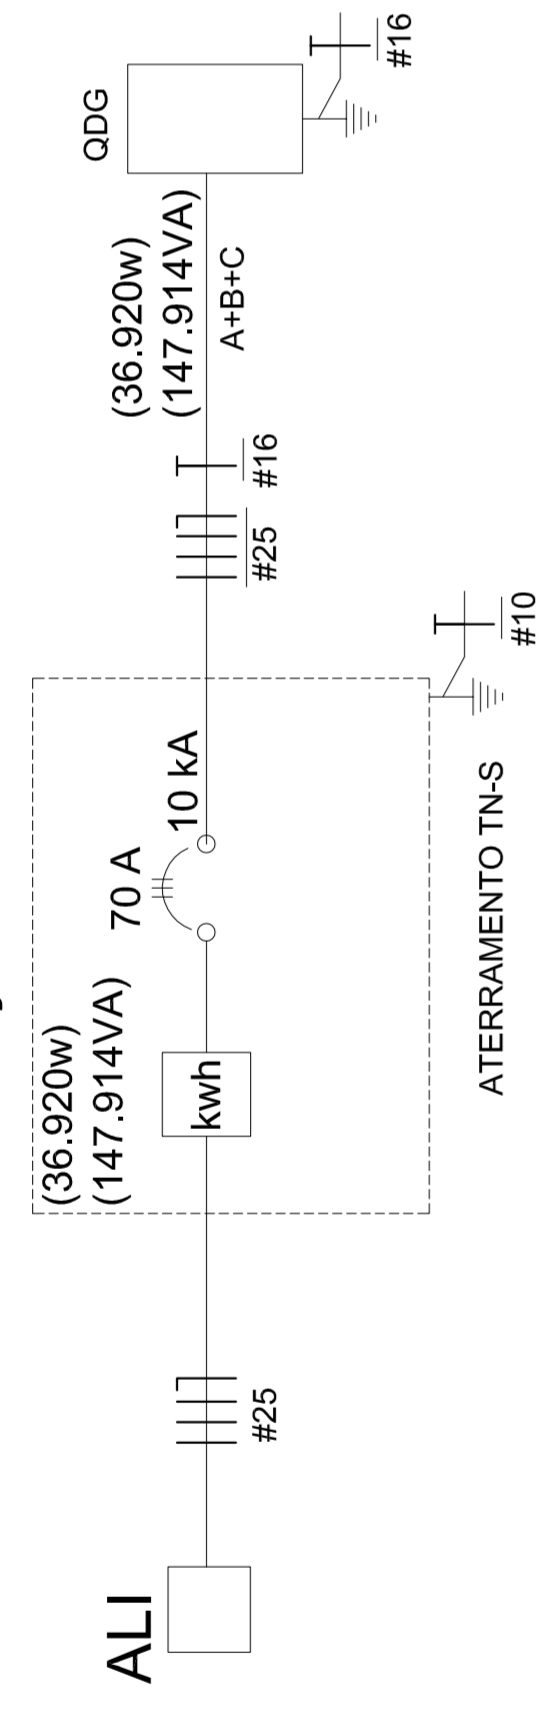 ALI
#25
(36.920w)
(147.914VA)
kwh
70 A
10 kA
ATERRAMENTO TN-S
#10
#25
#16
(36.920w)
(147.914VA)
A+B+C
QDG
#16